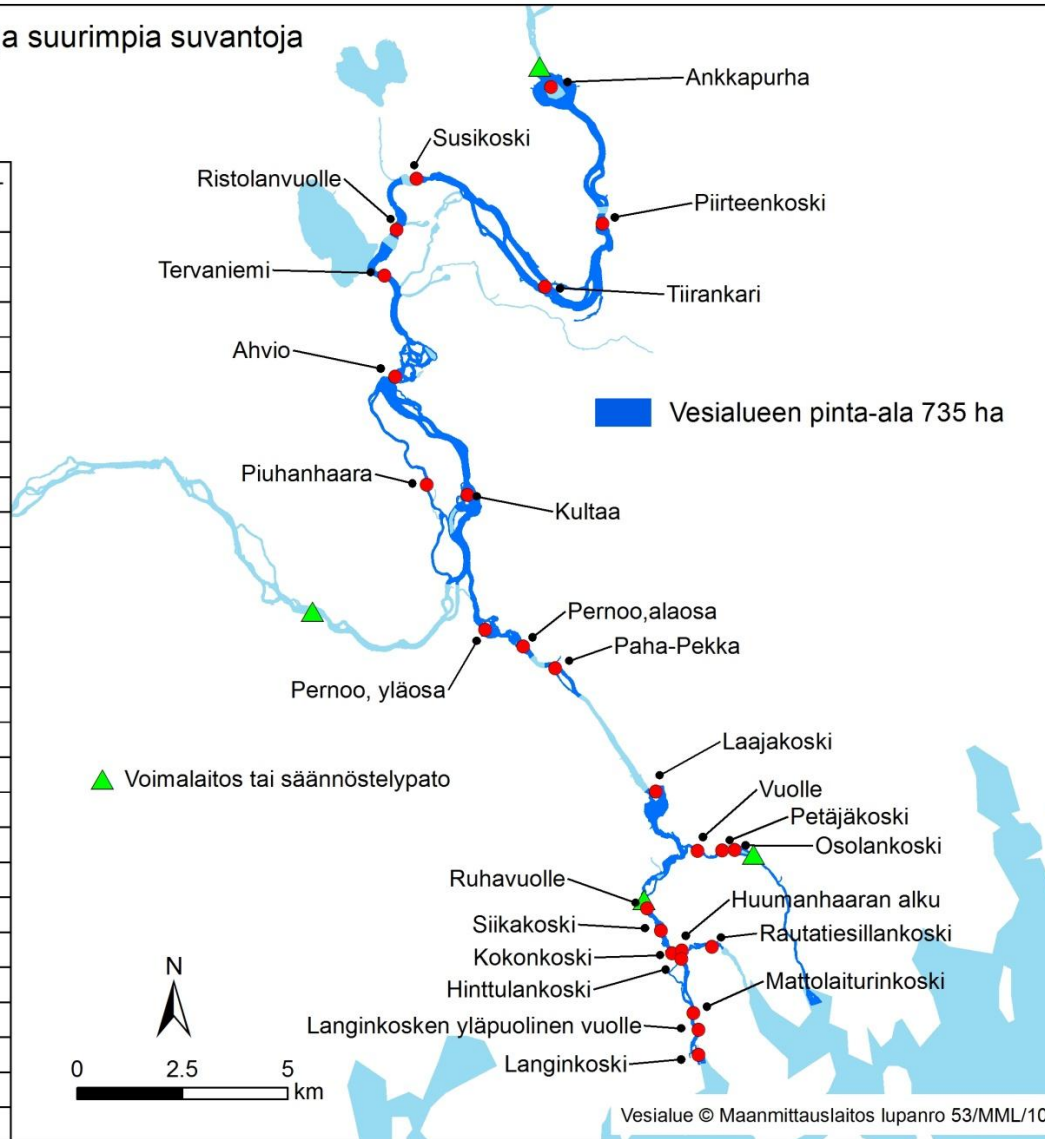 a suurimpia suvantoja
Ankkapurha
Susikoski
Ristolanvuolle
Piirteenkoski
Tervaniemi
Tiirankari
Ahvio
Vesialueen pinta-ala 735 ha
Piuhanhaara
Kultaa
Pernoo,alaosa
Paha-Pekka
Pernoo, yläosa
Laajakoski
Voimalaitos tai säännöstelypato
Vuolle
Petäjäkoski
Osolankoski
Ruhavuolle
Huumanhaaran alku
Siikakoski
Rautatiesillankoski
Kokonkoski
N
Hinttulankoski
Mattolaiturinkoski
Langinkosken yläpuolinen vuolle
Langinkoski
0 2.5 5
km
Vesialue © Maanmittauslaitos lupanro 53/MML/10